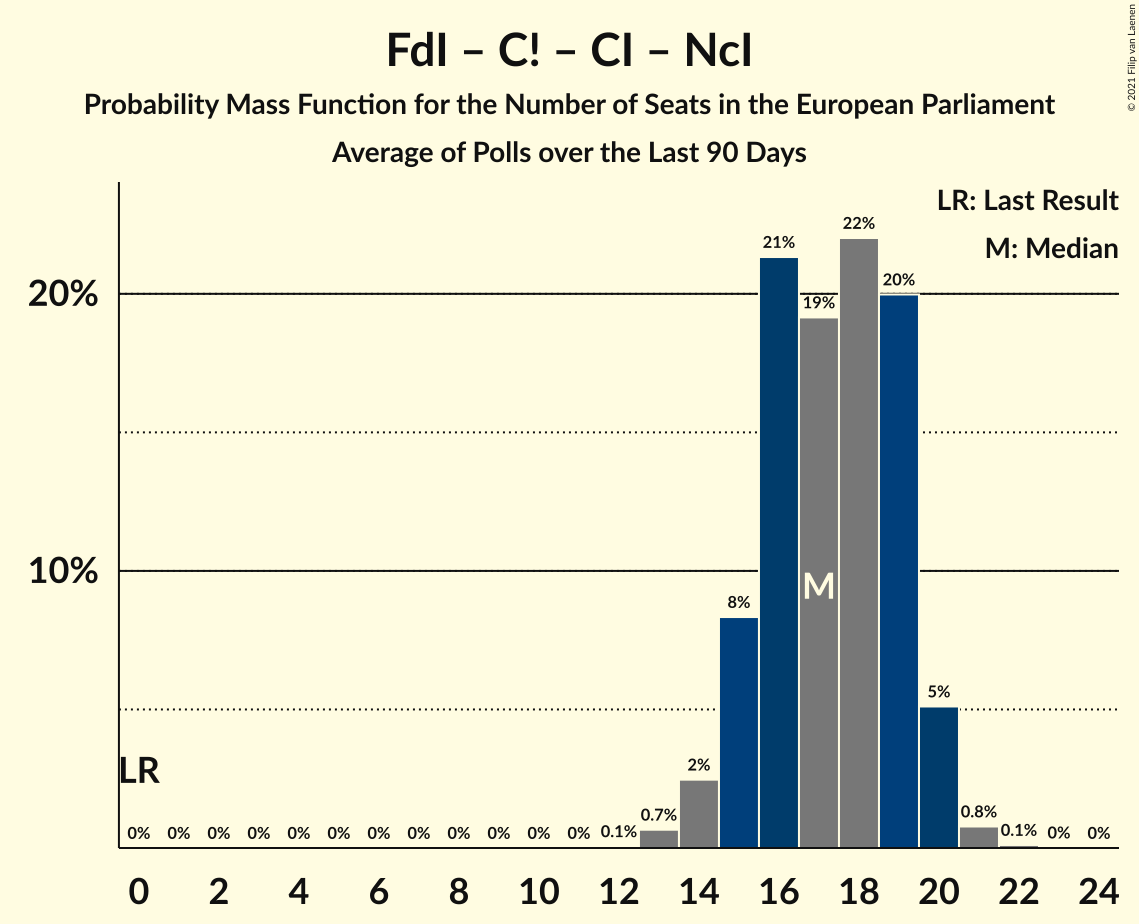 FdI – C! – CI – NcI
Probability Mass Function for the Number of Seats in the European Parliament
Average of Polls over the Last 90 Days
© 2021 Filip van Laenen
LR: Last Result
M: Median
20%
10%
LR
M
0% 0% 0% 0% 0% 0% 0% 0% 0% 0% 0% 0% 0.1% 0.7% 2% 8% 21% 19% 22% 20% 5% 0.8% 0.1% 0% 0%
0 2 4 6 8 10 12 14 16 18 20 22 24